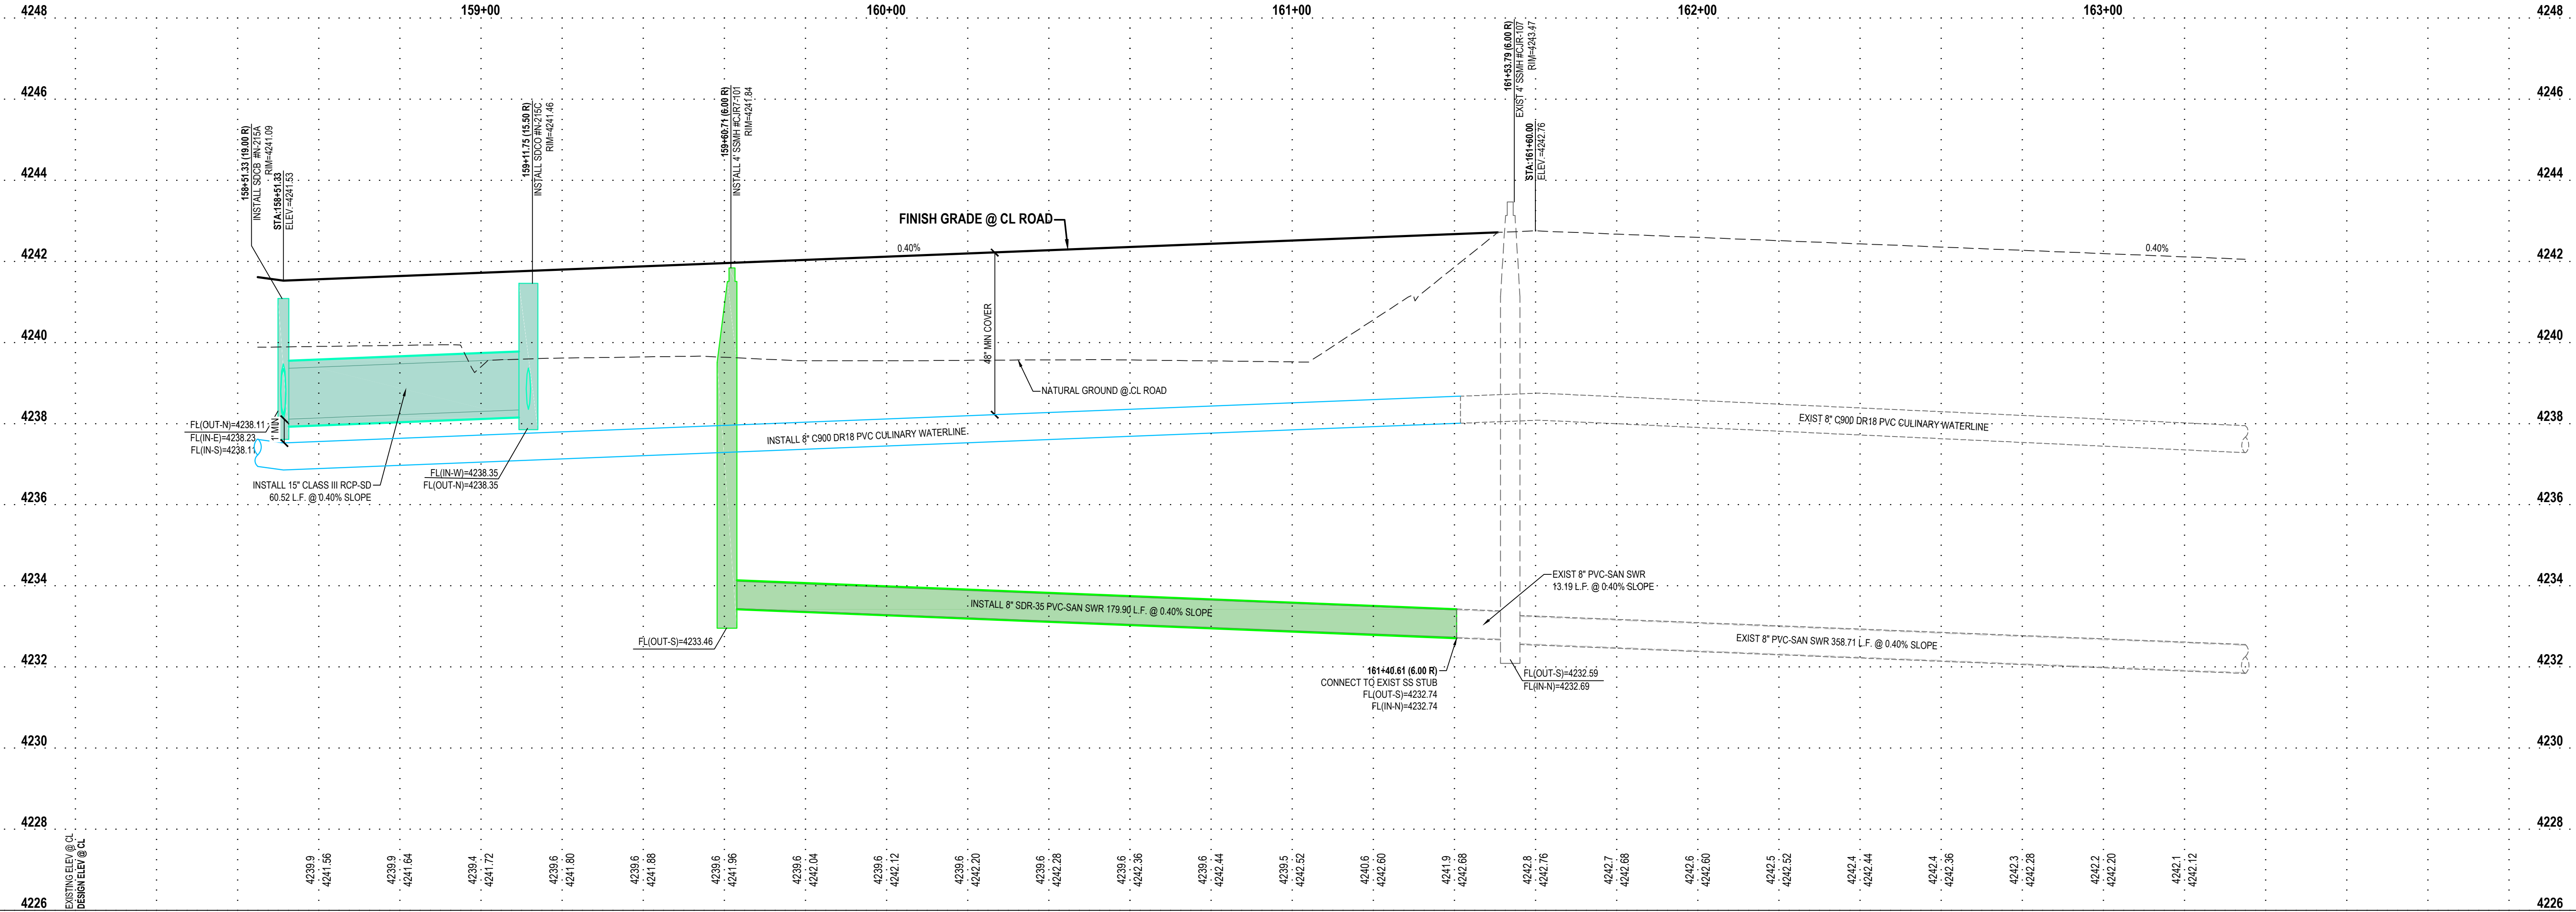 159+00
160+00
161+00
162+00
163+00
4248
4248
4246
4246
4244
4244
4242
4242
4240
4240
4238
4238
4236
4236
4234
4234
4232
4232
4230
4230
4228
4228
4226
4226
158+51.33 (19.00 R)
INSTALL SDCB #N-215A
RIM=4241.09
STA:158+51.33
ELEV.=4241.53
159+11.75 (15.50 R)
INSTALL SDCO #N-215C
RIM=4241.46
159+60.71 (6.00 R)
INSTALL 4' SSMH #CJR7-101
RIM=4241.84
161+53.79 (6.00 R)
EXIST 4' SSMH #CJR-107
RIM=4243.47
STA:161+60.00
ELEV.=4242.76
FINISH GRADE @ CL ROAD
0.40%
0.40%
48" MIN COVER
NATURAL GROUND @ CL ROAD
FL(OUT-N)=4238.11
FL(IN-E)=4238.23
FL(IN-S)=4238.11
1' MIN
INSTALL 15" CLASS III RCP-SD
60.52 L.F. @ 0.40% SLOPE
FL(IN-W)=4238.35
FL(OUT-N)=4238.35
INSTALL 8" C900 DR18 PVC CULINARY WATERLINE
EXIST 8" C900 DR18 PVC CULINARY WATERLINE
FL(OUT-S)=4233.46
INSTALL 8" SDR-35 PVC-SAN SWR 179.90 L.F. @ 0.40% SLOPE
EXIST 8" PVC-SAN SWR
13.19 L.F. @ 0.40% SLOPE
EXIST 8" PVC-SAN SWR 358.71 L.F. @ 0.40% SLOPE
161+40.61 (6.00 R)
CONNECT TO EXIST SS STUB
FL(OUT-S)=4232.74
FL(IN-N)=4232.74
FL(OUT-S)=4232.59
FL(IN-N)=4232.69
EXISTING ELEV @ CL
DESIGN ELEV @ CL
4239.9
4241.56
4239.9
4241.64
4239.4
4241.72
4239.6
4241.80
4239.6
4241.88
4239.6
4241.96
4239.6
4242.04
4239.6
4242.12
4239.6
4242.20
4239.6
4242.28
4239.6
4242.36
4239.6
4242.44
4239.5
4242.52
4240.6
4242.60
4241.9
4242.68
4242.8
4242.76
4242.7
4242.68
4242.6
4242.60
4242.5
4242.52
4242.4
4242.44
4242.4
4242.36
4242.3
4242.28
4242.2
4242.20
4242.1
4242.12